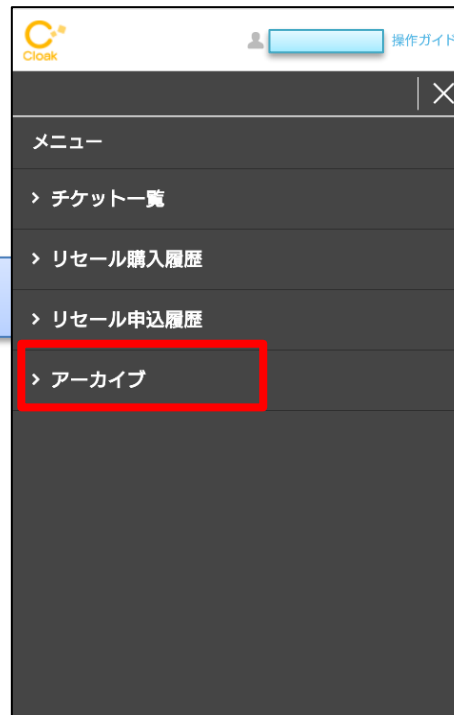 Cloak
操作ガイド
メニュー
チケット一覧
リセール購入履歴
リセール申込履歴
アーカイブ